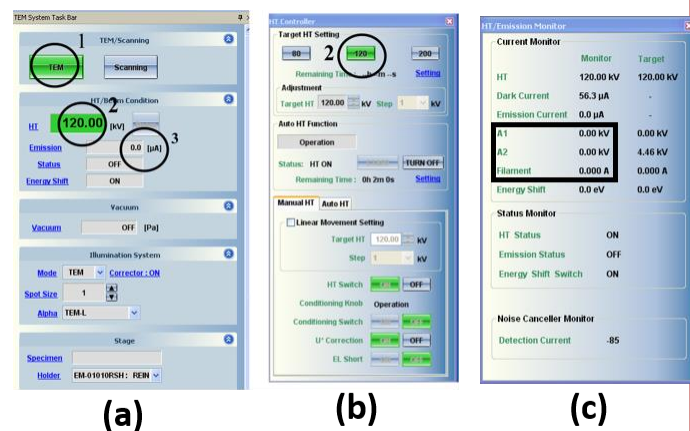 TEM System Task Bar
1
TEM/Scanning
TEM Scanning
HT/Beam Condition
2
HT 120.00 [kV]
3
Emission 0.0 [μA]
Status OFF
Energy Shift ON
Vacuum
Vacuum OFF [Pa]
Illumination System
Mode TEM Corrector : ON
Spot Size 1
Alpha TEM-L
Stage
Specimen
Holder EM-01010RSH : REIN
(a)
HT Controller
Target HT Setting
80 2 120 200
Remaining Time : --h --m --s Setting
Adjustment
Target HT 120.00 kV Step 1 kV
Auto HT Function
Operation
Status: HT ON TURN OFF
Remaining Time : 0h 2m 0s Setting
Manual HT Auto HT
Linear Movement Setting
Target HT 120.00 kV
Step 1 kV
HT Switch OFF
Conditioning Knob Operation
Conditioning Switch
U* Correction OFF
EL Short
(b)
HT/Emission Monitor
Current Monitor
Monitor Target
HT 120.00 kV 120.00 kV
Dark Current 56.3 μA -
Emission Current 0.0 μA -
A1 0.00 kV 0.00 kV
A2 0.00 kV 4.46 kV
Filament 0.000 A 0.000 A
Energy Shift 0.0 eV 0.0 eV
Status Monitor
HT Status ON
Emission Status OFF
Energy Shift Switch ON
Noise Canceller Monitor
Detection Current -85
(c)